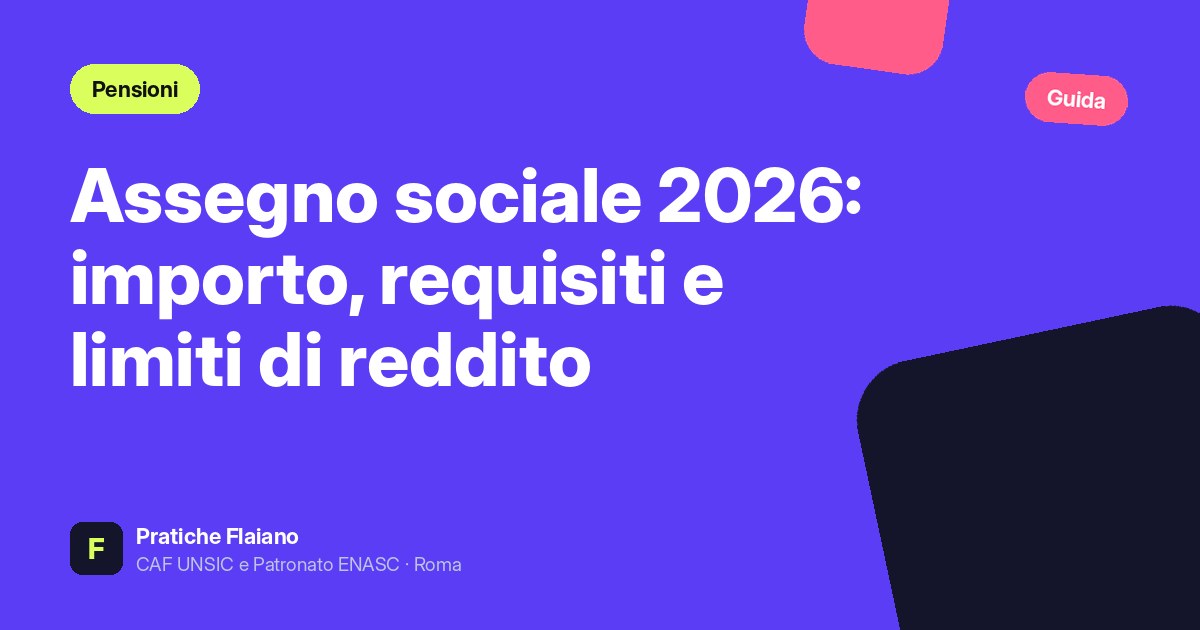 Pensioni
Guida
Assegno sociale 2026:
importo, requisiti e
limiti di reddito
F
Pratiche Flaiano
CAF UNSIC e Patronato ENASC · Roma